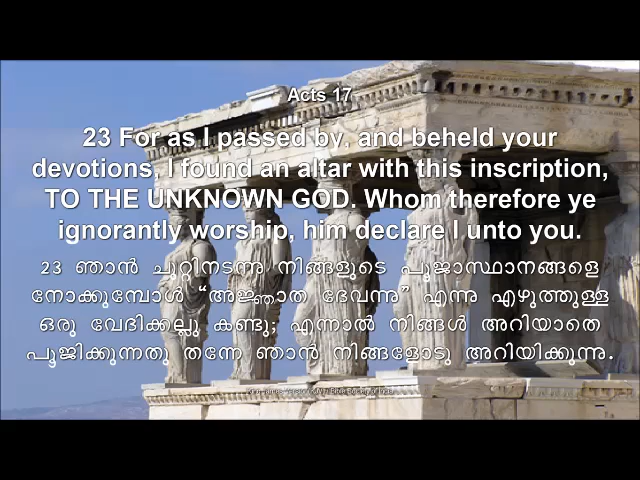 Acts 17
23 For as I passed by, and beheld your
devotions, I found an altar with this inscription,
TO THE UNKNOWN GOD. Whom therefore ye
ignorantly worship, him declare I unto you.
23 ഞാൻ ചുറ്റിനടന്നു നിങ്ങളുടെ പൂജാസ്ഥാനങ്ങളെ
നോക്കുമ്പോൾ “അജ്ഞാത ദേവന്നു” എന്നു എഴുത്തുള്ള
ഒരു വേദിക്കല്ലു കണ്ടു; എന്നാൽ നിങ്ങൾ അറിയാതെ
പൂജിക്കുന്നതു തന്നേ ഞാൻ നിങ്ങളോടു അറിയിക്കുന്നു.